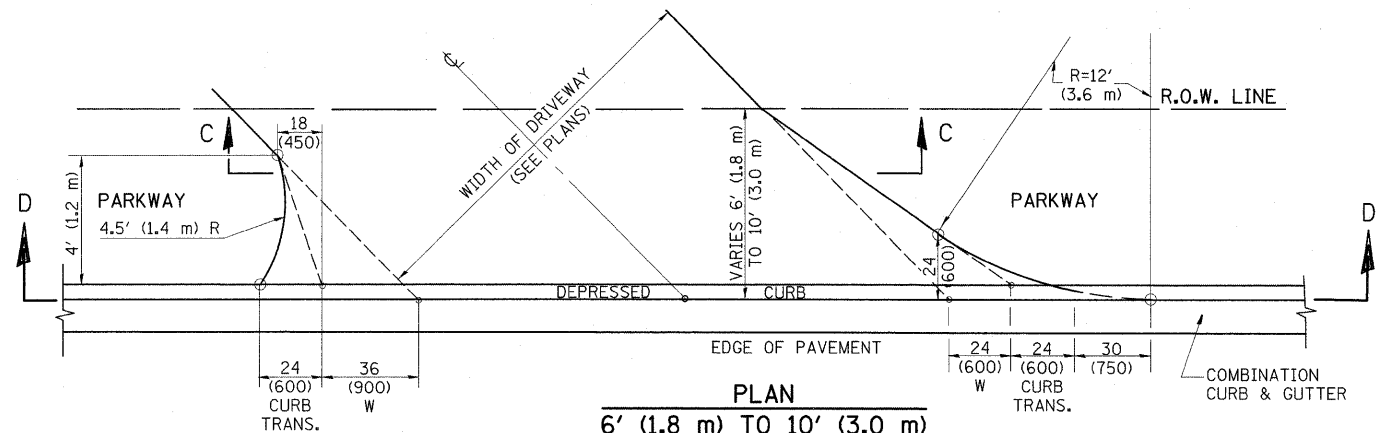 ℄
WIDTH OF DRIVEWAY
(SEE PLANS)
R=12'
(3.6 m)
R.O.W. LINE
C
18
(450)
C
4' (1.2 m)
PARKWAY
4.5' (1.4 m) R
VARIES 6' (1.8 m)
TO 10' (3.0 m)
PARKWAY
D
D
24
(600)
DEPRESSED CURB
EDGE OF PAVEMENT
24
(600)
CURB
TRANS.
36
(900)
W
24
(600)
W
24
(600)
CURB
TRANS.
30
(750)
COMBINATION
CURB & GUTTER
PLAN
6' (1.8 m) TO 10' (3.0 m)